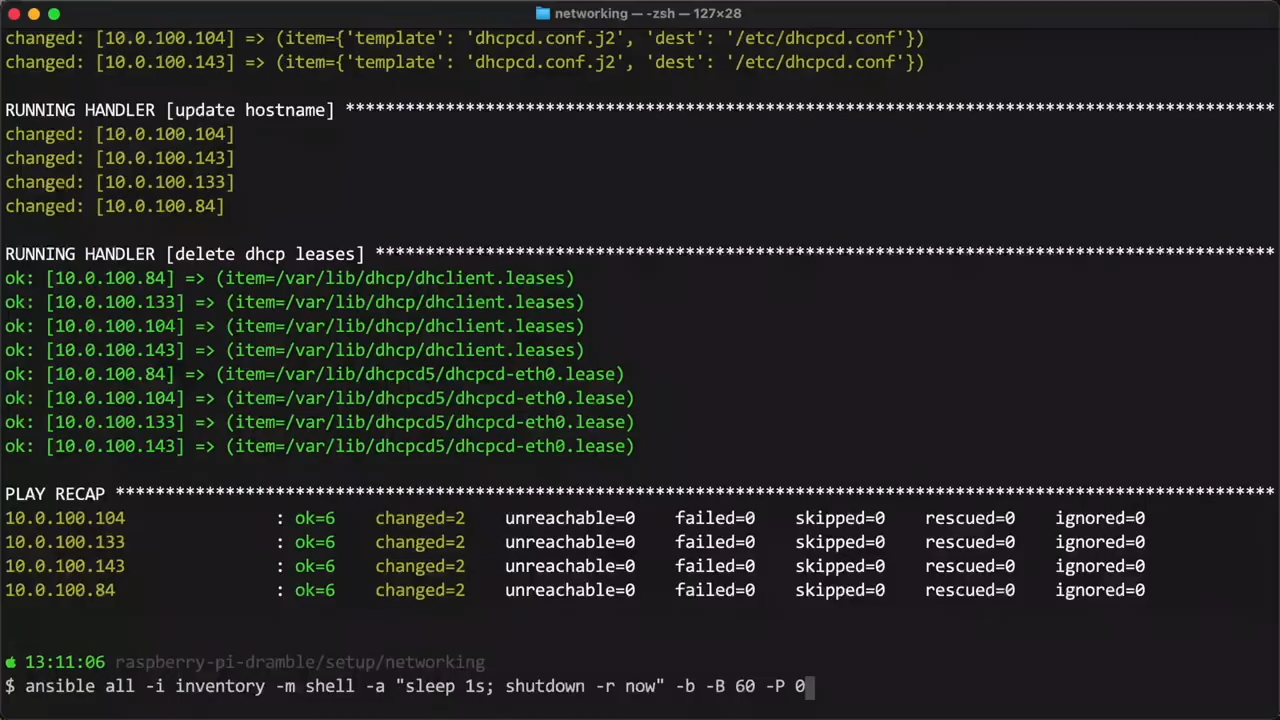 networking — -zsh — 127×28
changed: [10.0.100.104] => (item={'template': 'dhcpcd.conf.j2', 'dest': '/etc/dhcpcd.conf'})
changed: [10.0.100.143] => (item={'template': 'dhcpcd.conf.j2', 'dest': '/etc/dhcpcd.conf'})
RUNNING HANDLER [update hostname] *********************************************************************************************
changed: [10.0.100.104]
changed: [10.0.100.143]
changed: [10.0.100.133]
changed: [10.0.100.84]
RUNNING HANDLER [delete dhcp leases] ******************************************************************************************
ok: [10.0.100.84] => (item=/var/lib/dhcp/dhclient.leases)
ok: [10.0.100.133] => (item=/var/lib/dhcp/dhclient.leases)
ok: [10.0.100.104] => (item=/var/lib/dhcp/dhclient.leases)
ok: [10.0.100.143] => (item=/var/lib/dhcp/dhclient.leases)
ok: [10.0.100.84] => (item=/var/lib/dhcpcd5/dhcpcd-eth0.lease)
ok: [10.0.100.104] => (item=/var/lib/dhcpcd5/dhcpcd-eth0.lease)
ok: [10.0.100.133] => (item=/var/lib/dhcpcd5/dhcpcd-eth0.lease)
ok: [10.0.100.143] => (item=/var/lib/dhcpcd5/dhcpcd-eth0.lease)
PLAY RECAP ********************************************************************************************************************
10.0.100.104 : ok=6 changed=2 unreachable=0 failed=0 skipped=0 rescued=0 ignored=0
10.0.100.133 : ok=6 changed=2 unreachable=0 failed=0 skipped=0 rescued=0 ignored=0
10.0.100.143 : ok=6 changed=2 unreachable=0 failed=0 skipped=0 rescued=0 ignored=0
10.0.100.84 : ok=6 changed=2 unreachable=0 failed=0 skipped=0 rescued=0 ignored=0
13:11:06 raspberry-pi-dramble/setup/networking
$ ansible all -i inventory -m shell -a "sleep 1s; shutdown -r now" -b -B 60 -P 0